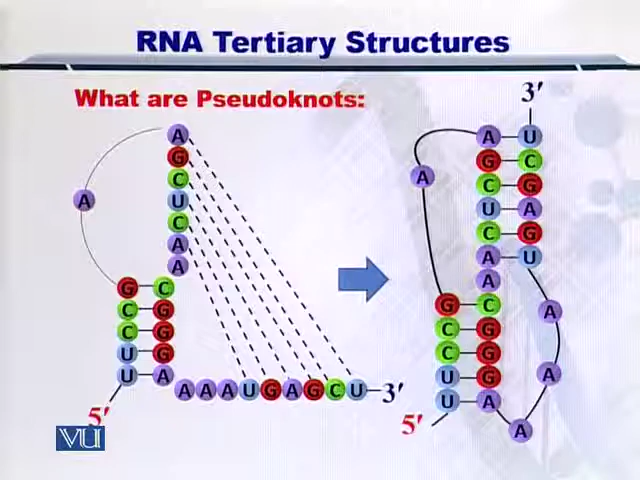 RNA Tertiary Structures
What are Pseudoknots:
3′
A
A U
G
G C
C
C G
A
A
U
U A
C
C G
A
A U
A
A
G C
G C
A
C G
C G
C G
C G
A
U G
U G
U A
U A
A A A U G A G C U 3′
A
5′
5′
VU